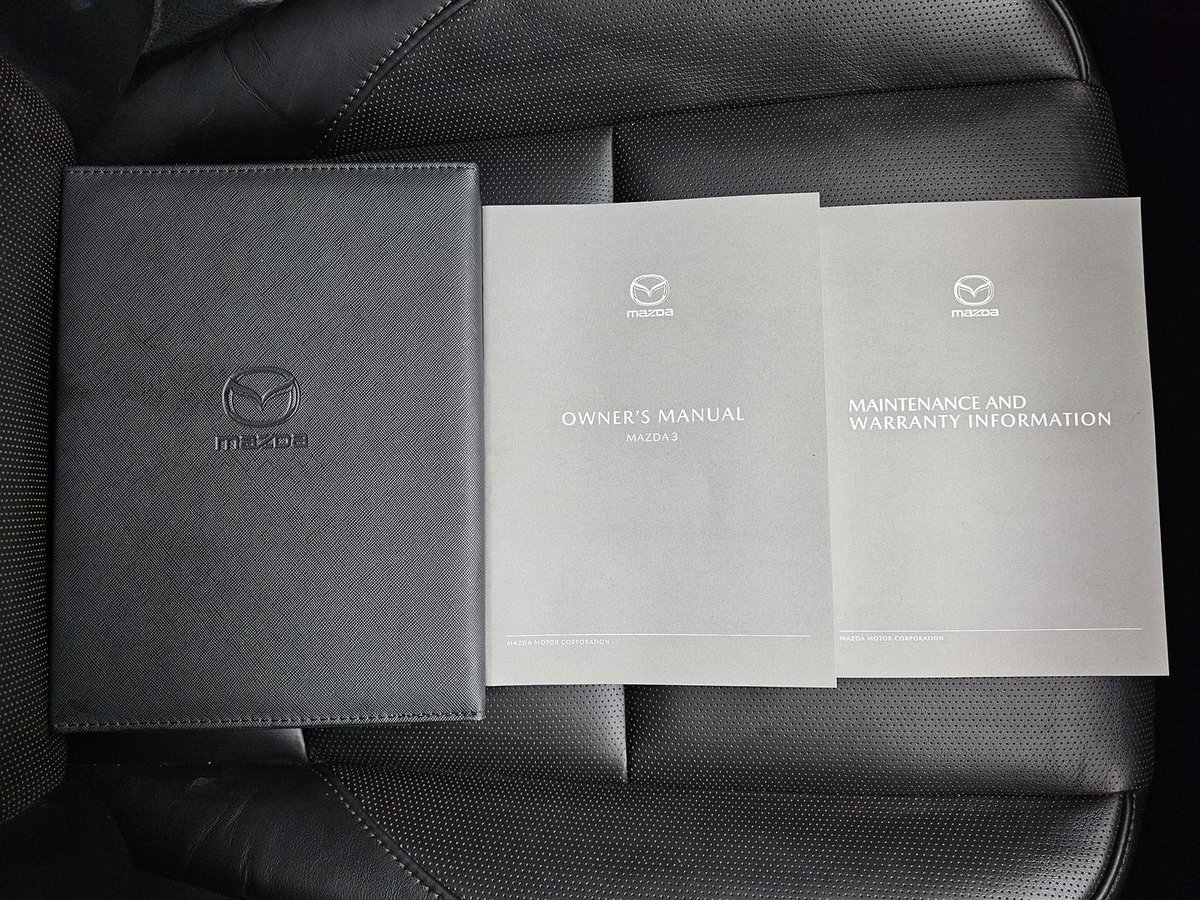 mazda
mazda
OWNER'S MANUAL
MAZDA 3
MAZDA MOTOR CORPORATION
mazda
MAINTENANCE AND
WARRANTY INFORMATION
MAZDA MOTOR CORPORATION